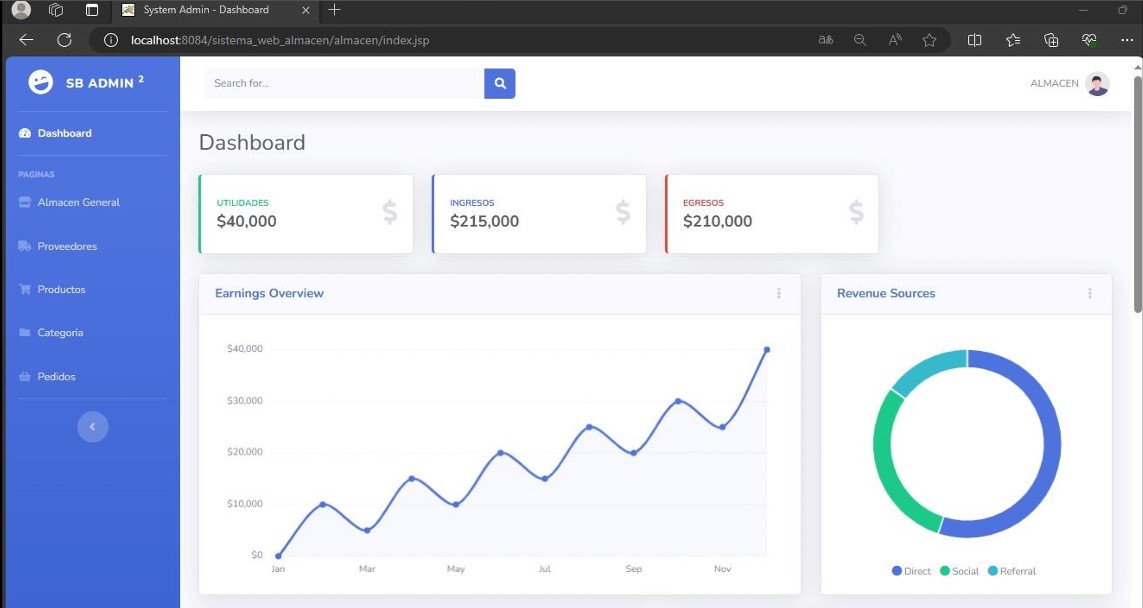 System Admin - Dashboard
localhost:8084/sistema_web_almacen/almacen/index.jsp
SB ADMIN 2
Search for...
ALMACEN
Dashboard
PAGINAS
Almacen General
Proveedores
Productos
Categoria
Pedidos
Dashboard
UTILIDADES
$40,000
$
INGRESOS
$215,000
$
EGRESOS
$210,000
$
Earnings Overview
$40,000
$30,000
$20,000
$10,000
$0
Jan Mar May Jul Sep Nov
Revenue Sources
Direct Social Referral